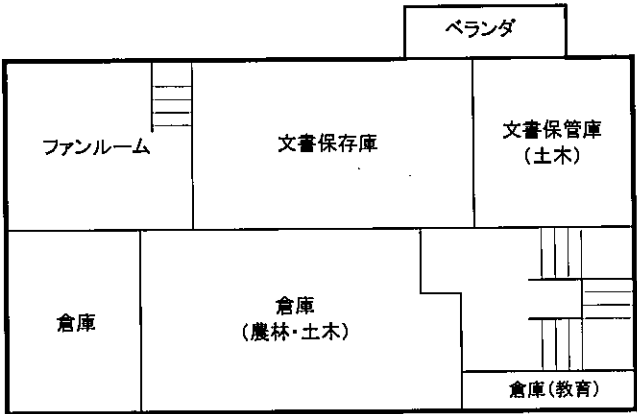 ベランダ
ファンルーム
文書保存庫
文書保管庫
(土木)
倉庫
倉庫
(農林・土木)
倉庫(教育)